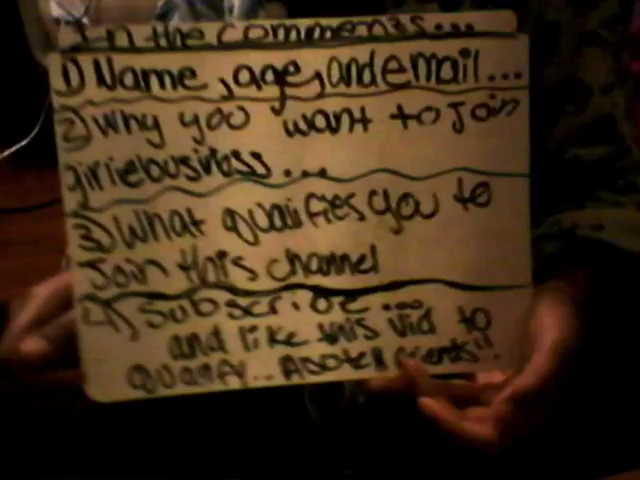 In the comments...
1) Name, age, and email...
2) Why you want to join
girliebusiness...
3) What qualifies you to
Join this channel
4) Subscribe...
and like this vid to
Qualify...